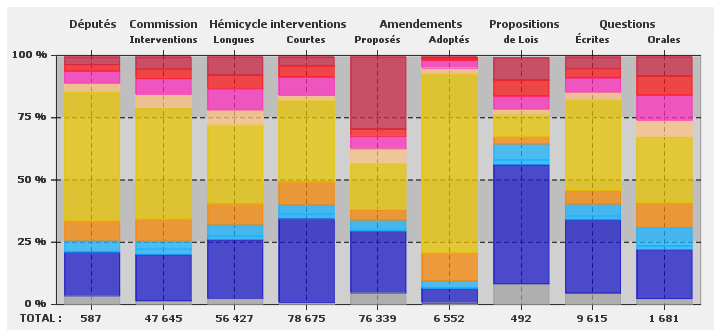 Députés Commission Hémicycle interventions Amendements Propositions Questions
Interventions Longues Courtes Proposés Adoptés de Lois Écrites Orales
100 %
75 %
50 %
25 %
0 %
TOTAL : 587 47 645 56 427 78 675 76 339 6 552 492 9 615 1 681